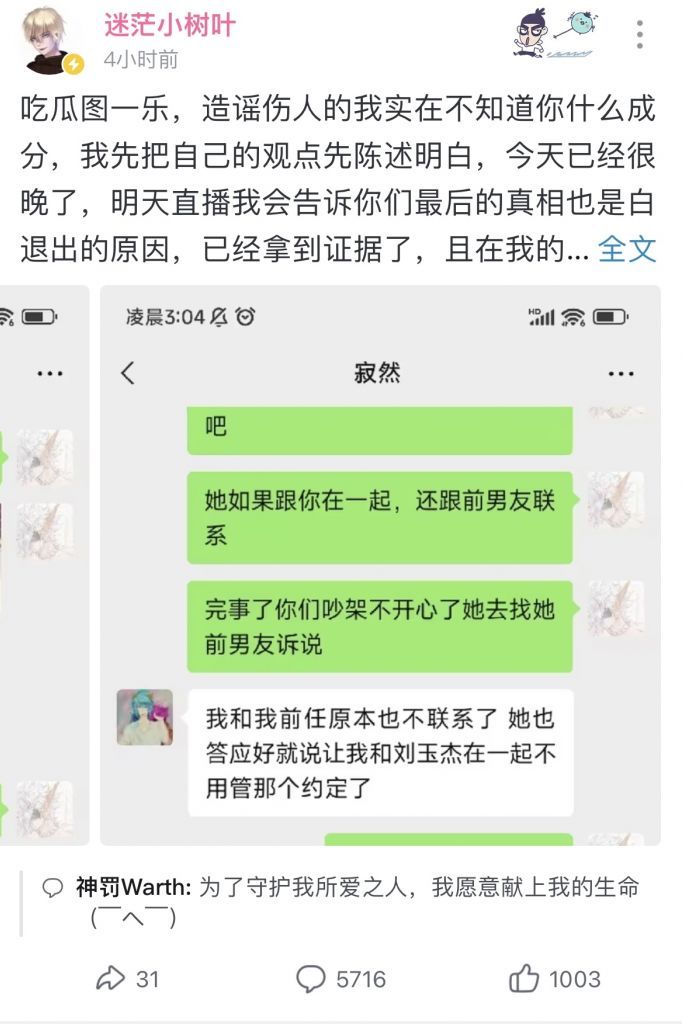 迷茫小树叶
4小时前
吃瓜图一乐，造谣伤人的我实在不知道你什么成
分，我先把自己的观点先陈述明白，今天已经很
晚了，明天直播我会告诉你们最后的真相也是白
退出的原因，已经拿到证据了，且在我的... 全文
凌晨3:04
HD
寂然
吧
她如果跟你在一起，还跟前男友联
系
完事了你们吵架不开心了她去找她
前男友诉说
我和我前任原本也不联系了 她也
答应好就说让我和刘玉杰在一起不
用管那个约定了
神罚Warth: 为了守护我所爱之人，我愿意献上我的生命
(￣へ￣)
31
5716
1003